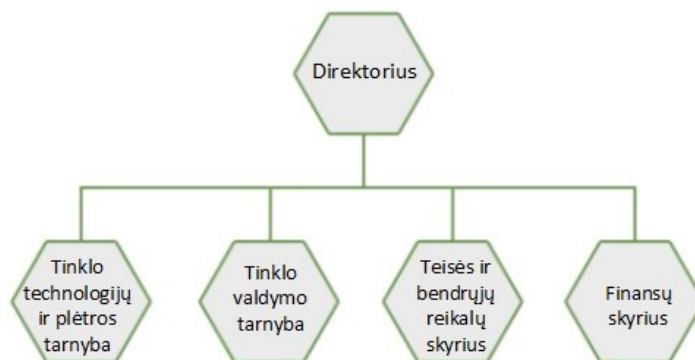 Direktorius
Tinklo
technologijų
ir plėtros
tarnyba
Tinklo
valdymo
tarnyba
Teisės ir
bendrųjų
reikalų
skyrius
Finansų
skyrius